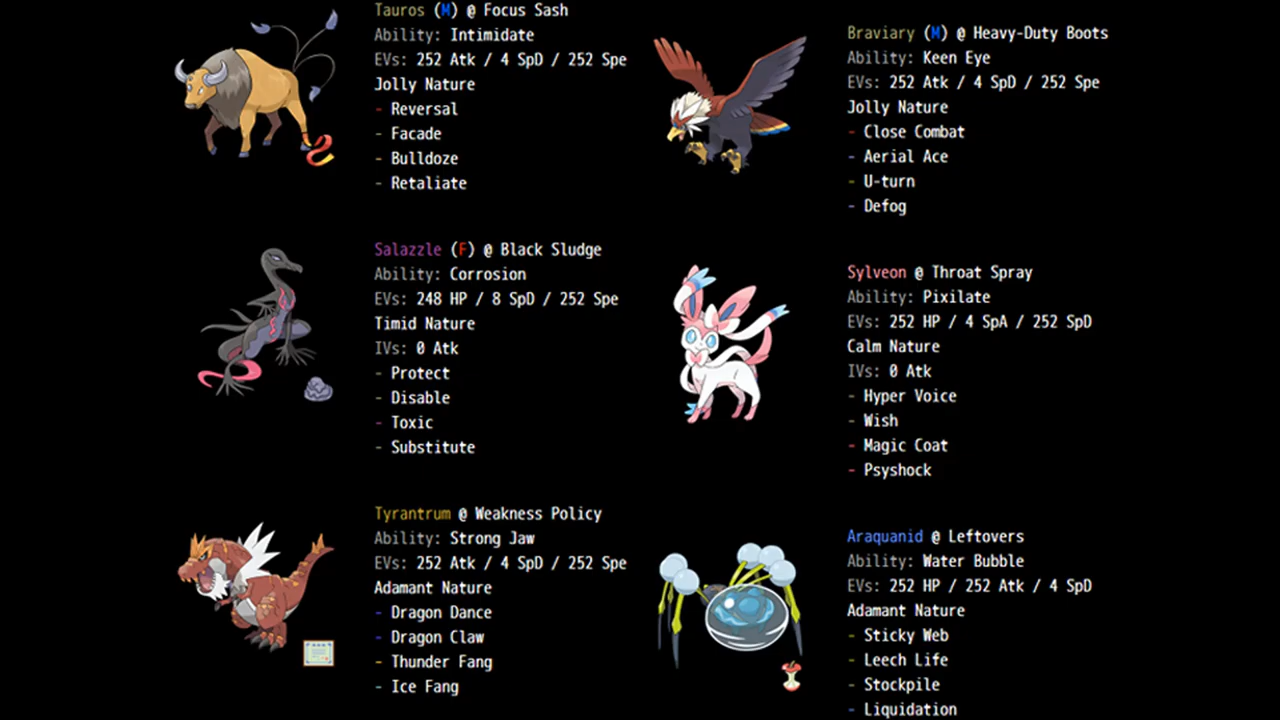 Tauros (M) @ Focus Sash
Ability: Intimidate
EVs: 252 Atk / 4 SpD / 252 Spe
Jolly Nature
- Reversal
- Facade
- Bulldoze
- Retaliate
Braviary (M) @ Heavy-Duty Boots
Ability: Keen Eye
EVs: 252 Atk / 4 SpD / 252 Spe
Jolly Nature
- Close Combat
- Aerial Ace
- U-turn
- Defog
Salazzle (F) @ Black Sludge
Ability: Corrosion
EVs: 248 HP / 8 SpD / 252 Spe
Timid Nature
IVs: 0 Atk
- Protect
- Disable
- Toxic
- Substitute
Sylveon @ Throat Spray
Ability: Pixilate
EVs: 252 HP / 4 SpA / 252 SpD
Calm Nature
IVs: 0 Atk
- Hyper Voice
- Wish
- Magic Coat
- Psyshock
Tyrantrum @ Weakness Policy
Ability: Strong Jaw
EVs: 252 Atk / 4 SpD / 252 Spe
Adamant Nature
- Dragon Dance
- Dragon Claw
- Thunder Fang
- Ice Fang
Araquanid @ Leftovers
Ability: Water Bubble
EVs: 252 HP / 252 Atk / 4 SpD
Adamant Nature
- Sticky Web
- Leech Life
- Stockpile
- Liquidation